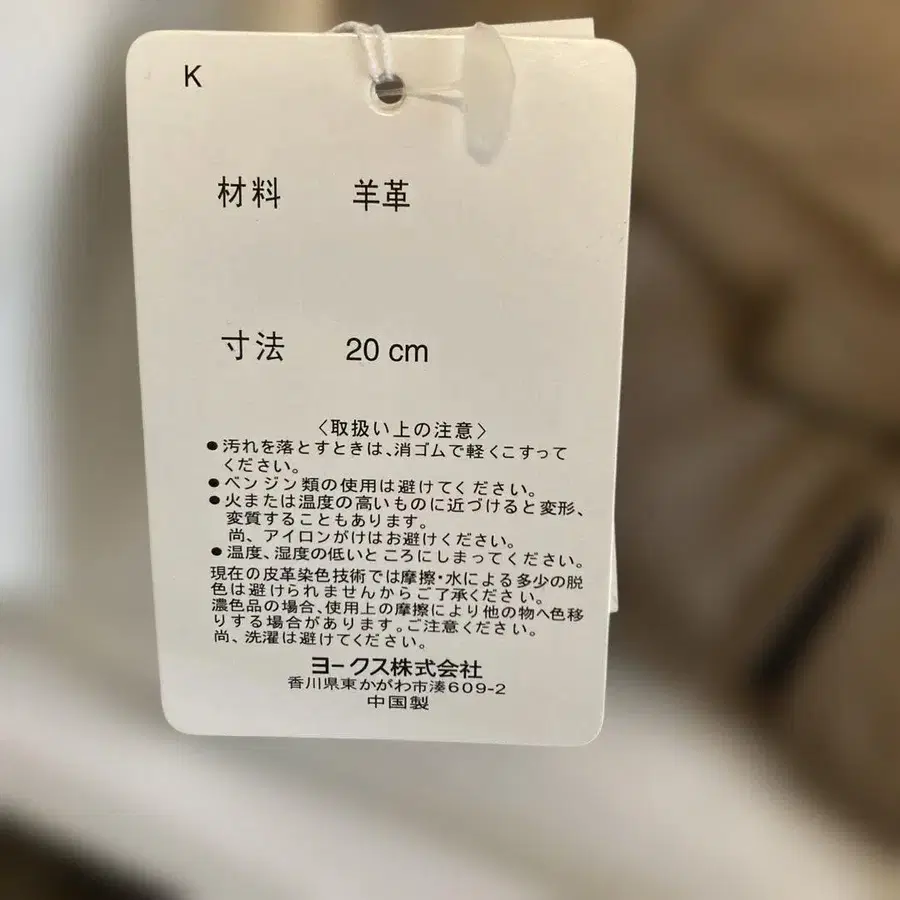 K
材料 羊革
寸法 20 cm
〈取扱い上の注意〉
●汚れを落とすときは、消ゴムで軽くこすって
ください。
●ベンジン類の使用は避けてください。
●火または温度の高いものに近づけると変形、
変質することもあります。
尚、アイロンがけはお避けください。
●温度、湿度の低いところにしまってください。
現在の皮革染色技術では摩擦・水による多少の脱
色は避けられませんからご了承ください。
濃色品の場合、使用上の摩擦により他の物へ色移
りする場合があります。ご注意ください。
尚、洗濯は避けてください。
ヨークス株式会社
香川県東かがわ市湊609-2
中国製